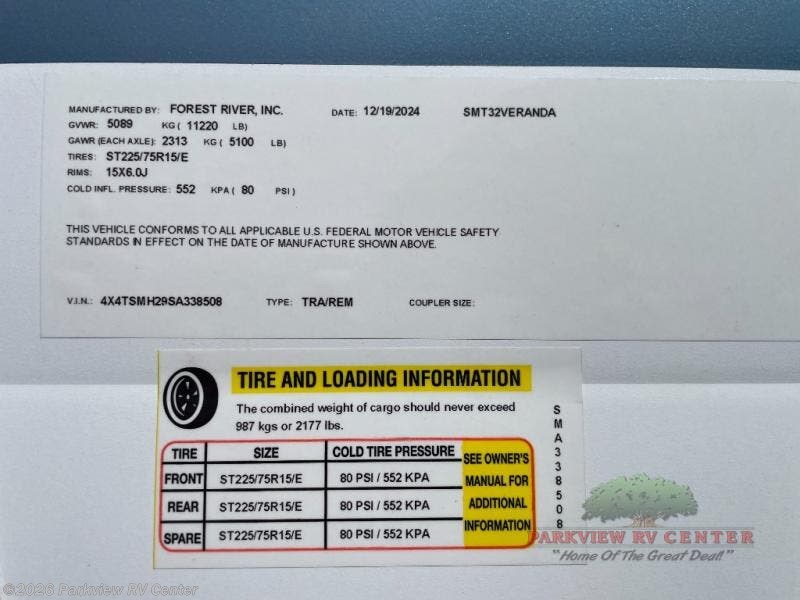 MANUFACTURED BY: FOREST RIVER, INC. DATE: 12/19/2024 SMT32VERANDA
GVWR: 5089 KG ( 11220 LB)
GAWR (EACH AXLE): 2313 KG ( 5100 LB)
TIRES: ST225/75R15/E
RIMS: 15X6.0J
COLD INFL. PRESSURE: 552 KPA ( 80 PSI )
THIS VEHICLE CONFORMS TO ALL APPLICABLE U.S. FEDERAL MOTOR VEHICLE SAFETY
STANDARDS IN EFFECT ON THE DATE OF MANUFACTURE SHOWN ABOVE.
V.I.N.: 4X4TSMH29SA338508 TYPE: TRA/REM COUPLER SIZE:
TIRE AND LOADING INFORMATION
The combined weight of cargo should never exceed
987 kgs or 2177 lbs.
TIRE SIZE COLD TIRE PRESSURE
FRONT ST225/75R15/E 80 PSI / 552 KPA
REAR ST225/75R15/E 80 PSI / 552 KPA
SPARE ST225/75R15/E 80 PSI / 552 KPA
SEE OWNER'S
MANUAL FOR
ADDITIONAL
INFORMATION
SMA338508
PARKVIEW RV CENTER
"Home Of The Great Deal!"
©2026 Parkview RV Center